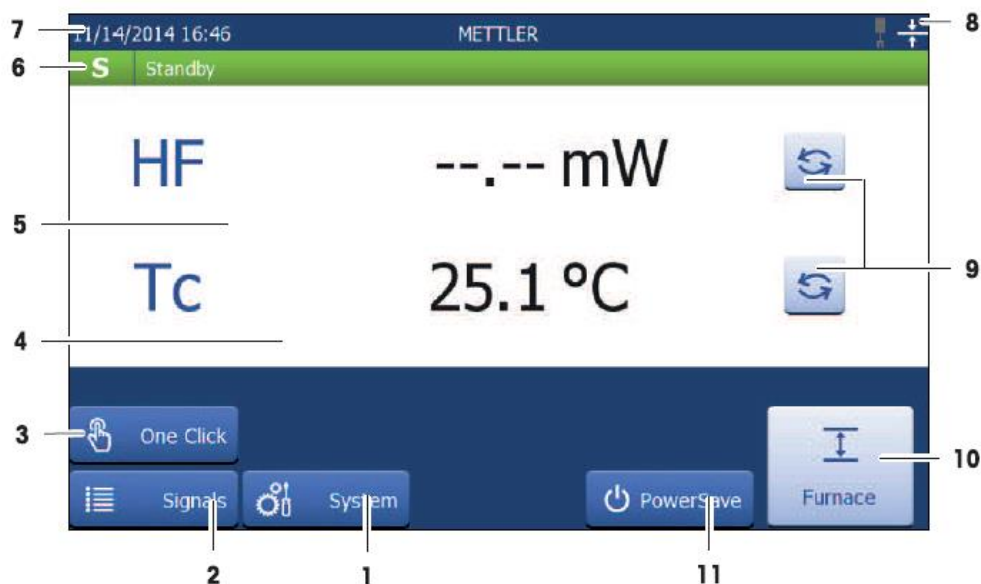 7
11/14/2014 16:46 METTLER
8
6
S Standby
HF --.-- mW
5
9
Tc 25.1 °C
4
3
One Click
10
Signals System PowerSave Furnace
2 1 11